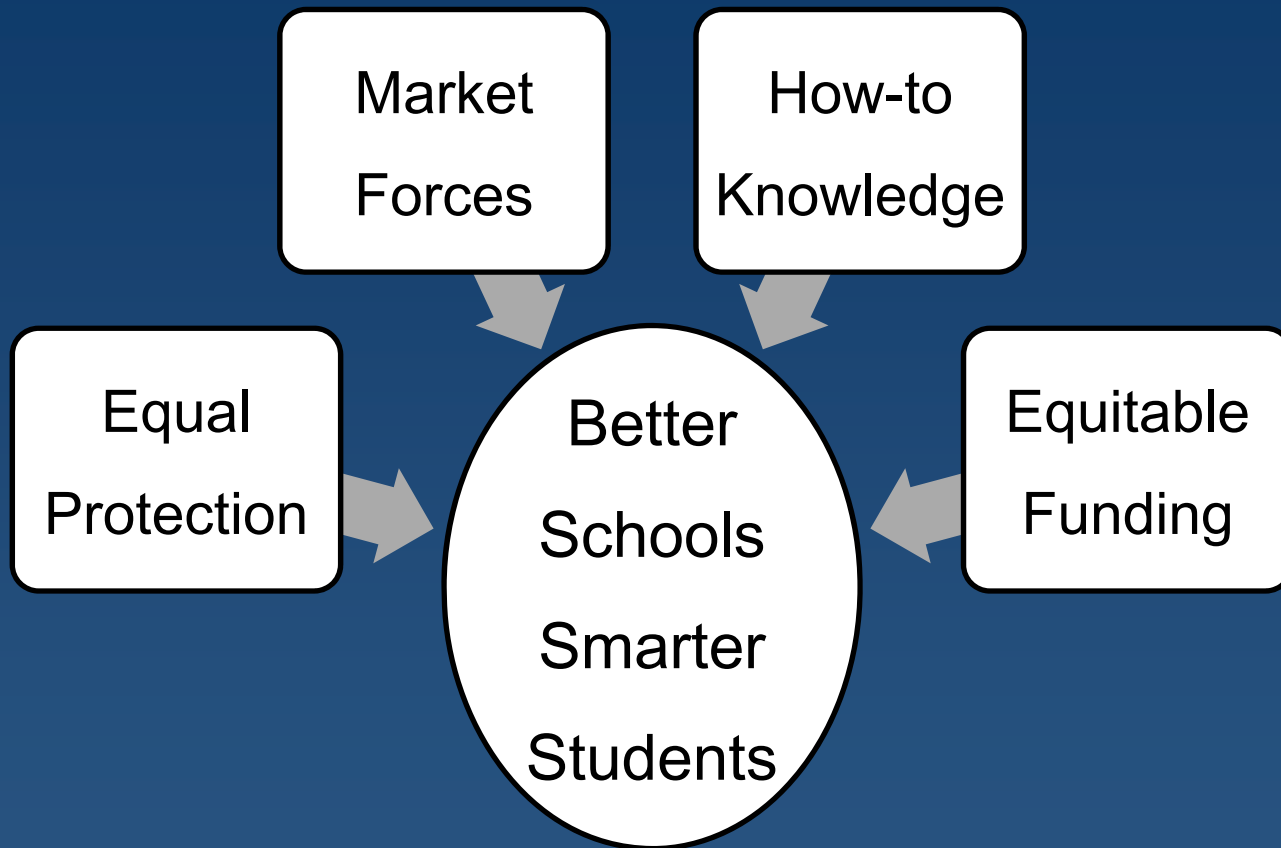 Market
Forces
How-to
Knowledge
Equal
Protection
Better
Schools
Smarter
Students
Equitable
Funding